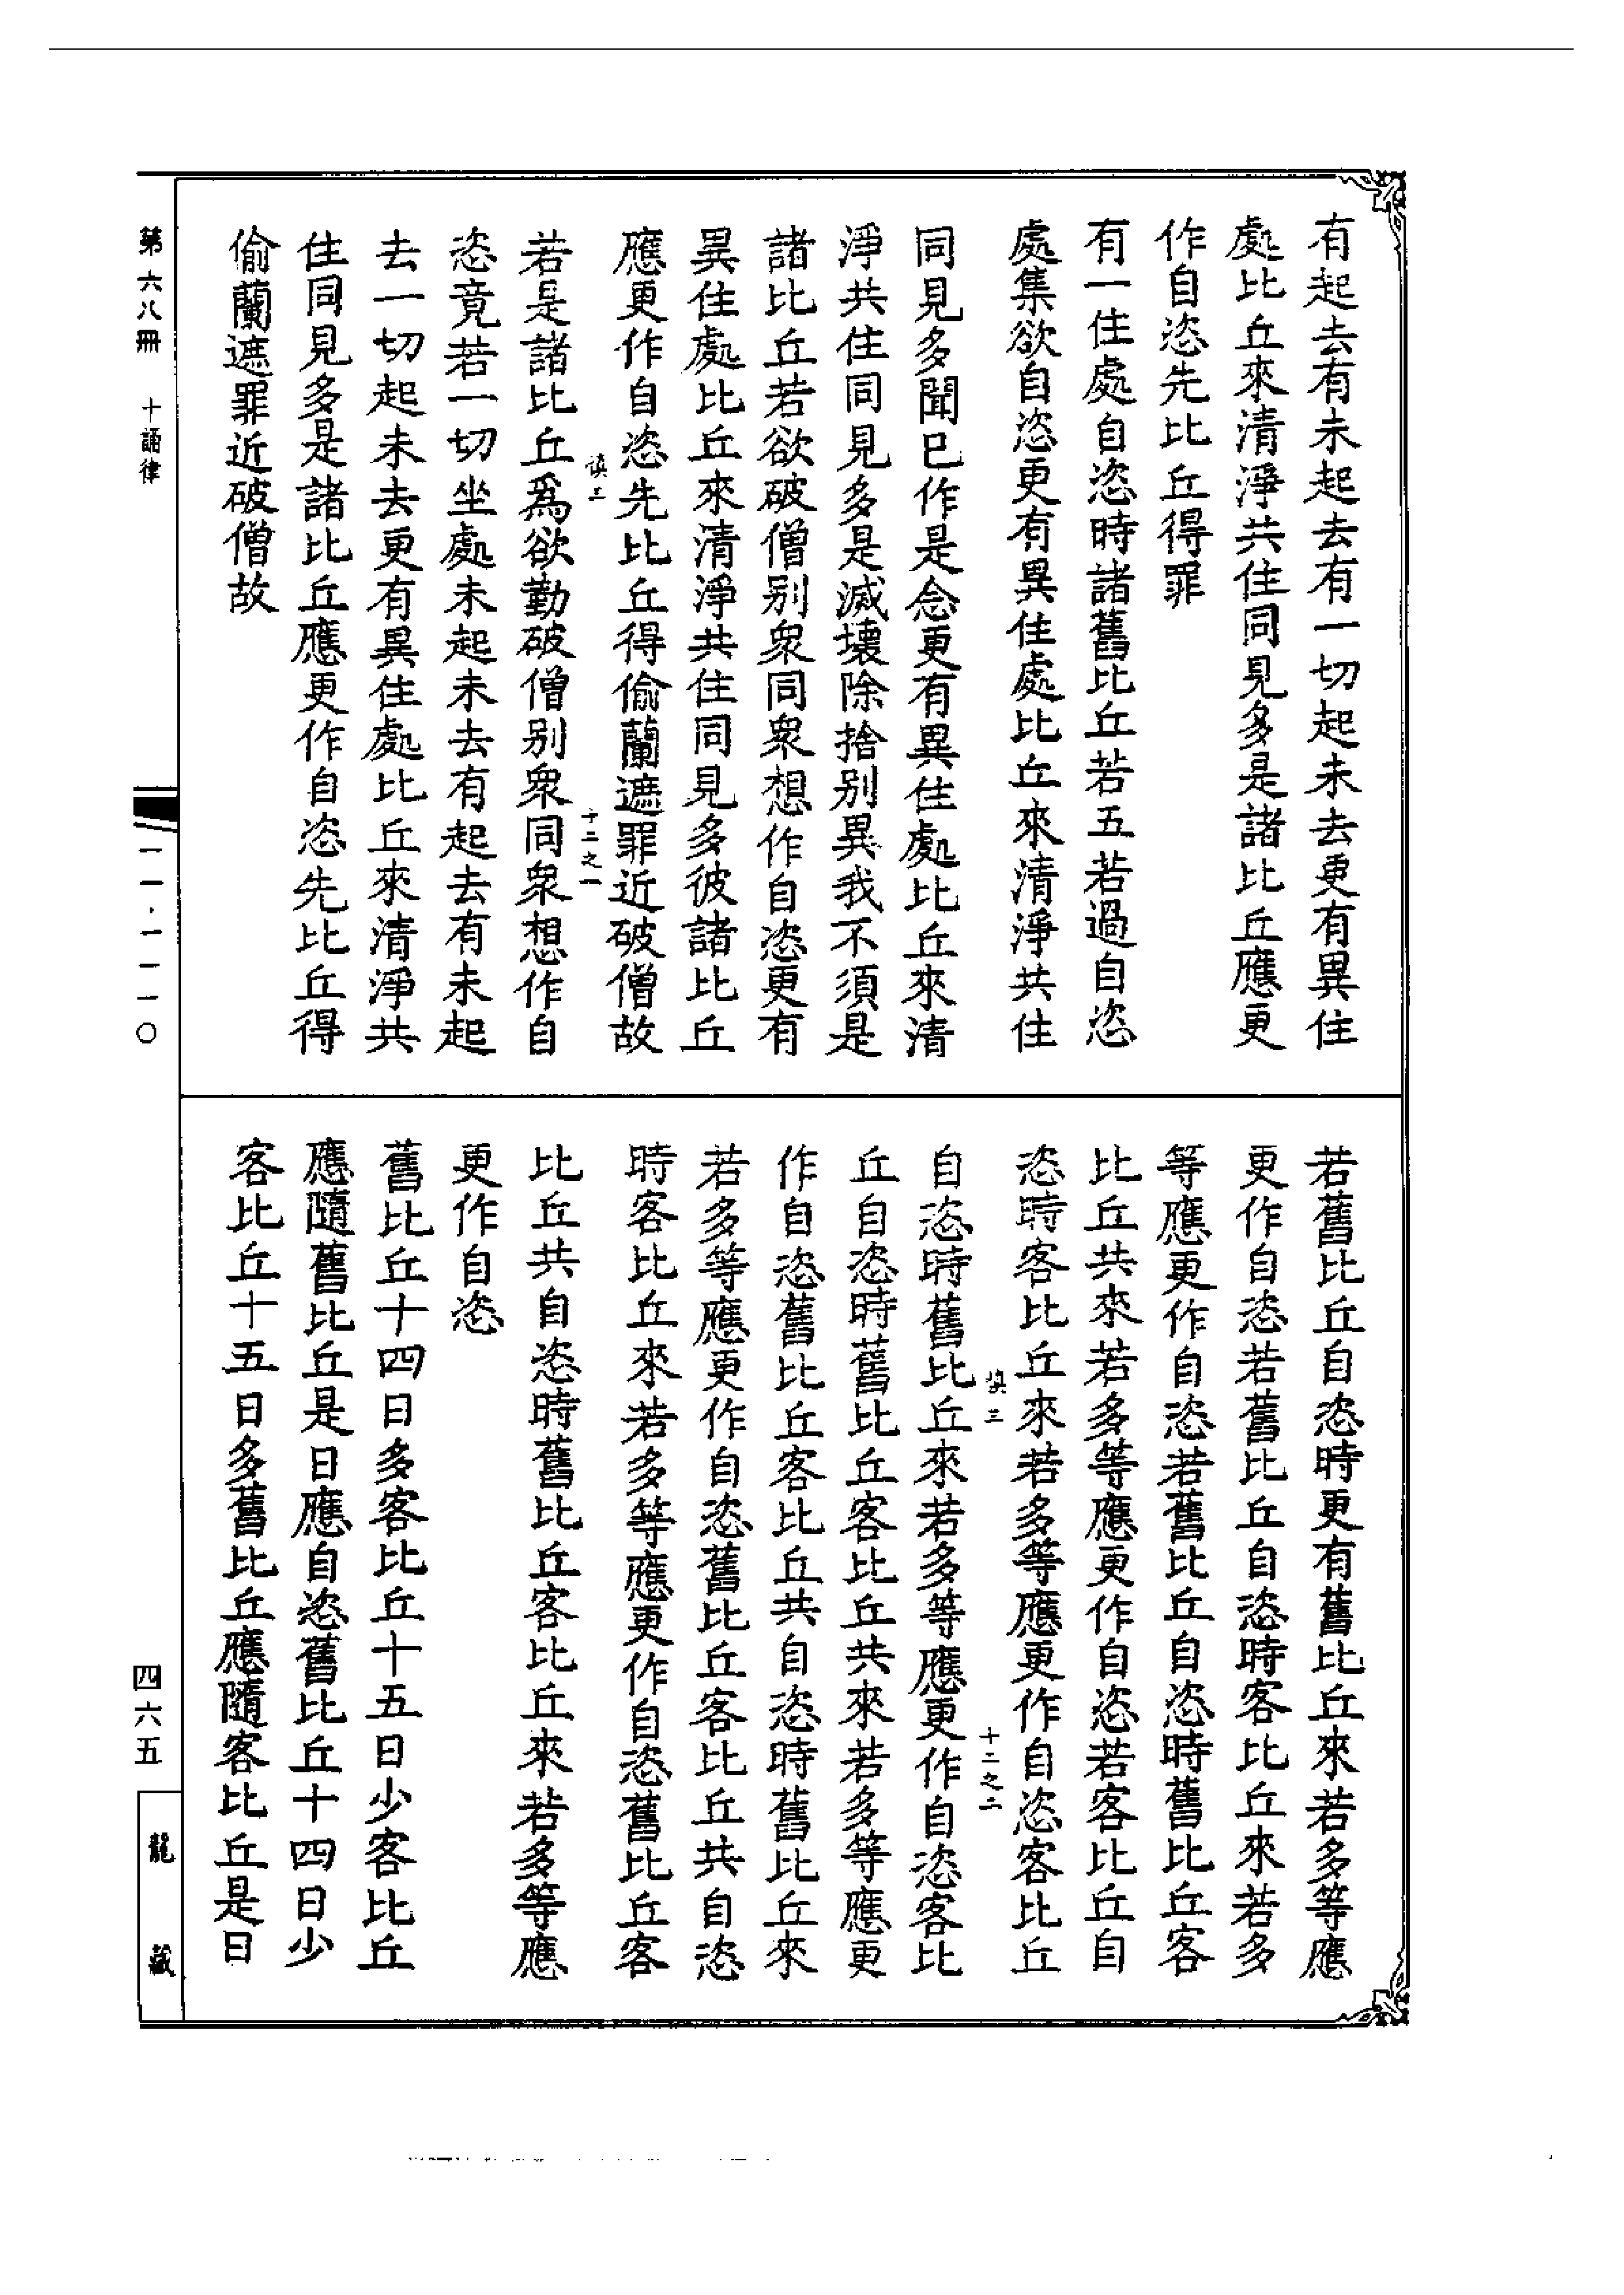 有起去有未起去有一切起未去更有異住
處比丘來清淨共住同見多是諸比丘應更
作自恣先比丘得罪
有一住處自恣時諸舊比丘若五若過自恣
處集欲自恣更有異住處比丘來清淨共住
同見多聞已作是念更有異住處比丘來清
淨共住同見多是滅壞除捨別異我不須是
諸比丘若欲破僧別衆同衆想作自恣更有
異住處比丘來清淨共住同見多彼諸比丘
應更作自恣先比丘得偷蘭遮罪近破僧故
十二之一
若是諸比丘爲欲勤破僧別衆同衆想作自
恣竟若一切坐處未起未去有起去有未起
去一切起未去更有異住處比丘來清淨共
住同見多是諸比丘應更作自恣先比丘得
偷蘭遮罪近破僧故
若舊比丘自恣時更有舊比丘來若多等應
更作自恣若舊比丘自恣時客比丘來若多
等應更作自恣若舊比丘自恣時舊比丘客
比丘共來若多等應更作自恣若客比丘自
恣時客比丘來若多等應更作自恣客比丘
十二之二
自恣時舊比丘來若多等應更作自恣客比
丘自恣時舊比丘客比丘共來若多等應更
作自恣舊比丘客比丘共自恣時舊比丘來
若多等應更作自恣舊比丘客比丘共自恣
時客比丘來若多等應更作自恣舊比丘客
比丘共自恣時舊比丘客比丘來若多等應
更作自恣
舊比丘十四日多客比丘十五日少客比丘
應隨舊比丘是日應自恣舊比丘十四日少
客比丘十五日多舊比丘應隨客比丘是日
第六八冊 十誦律
一一·一一一〇
四六五
龍藏